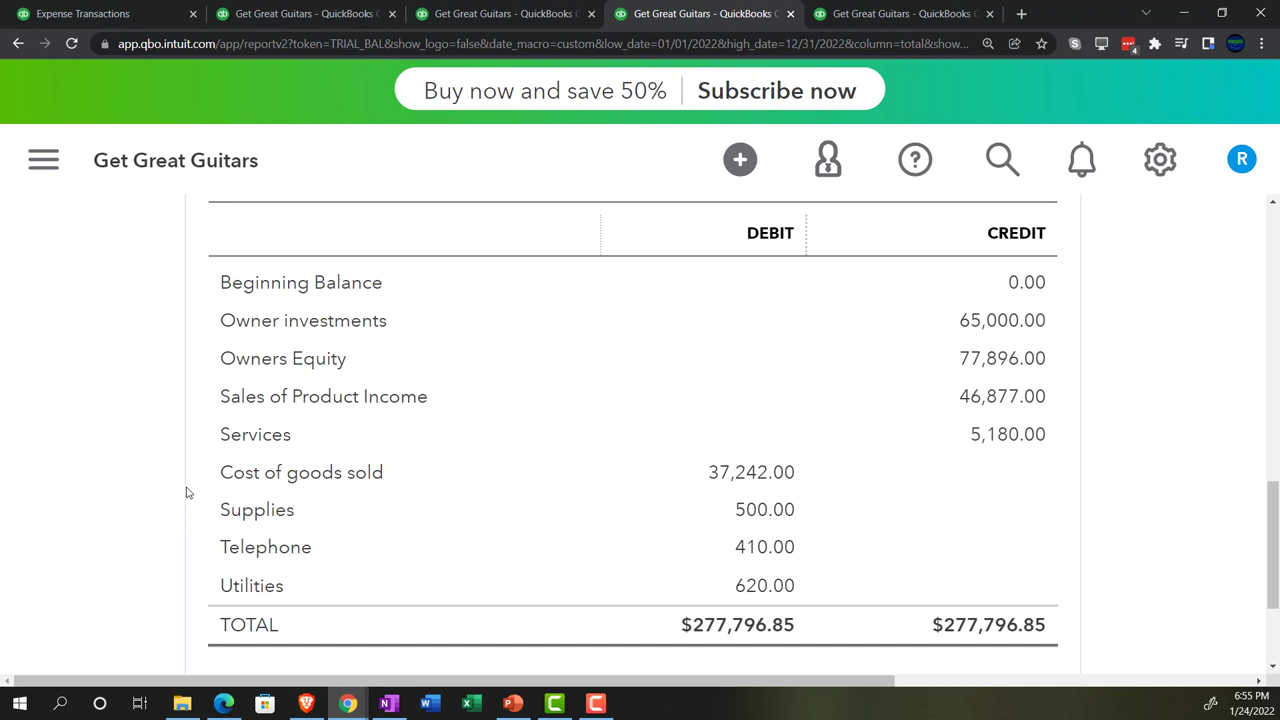 Expense Transactions
Get Great Guitars - QuickBooks C
Get Great Guitars - QuickBooks C
Get Great Guitars - QuickBooks C
Get Great Guitars - QuickBooks C
app.qbo.intuit.com/app/reportv2?token=TRIAL_BAL&show_logo=false&date_macro=custom&low_date=01/01/2022&high_date=12/31/2022&column=total&show...
4
Buy now and save 50% | Subscribe now
Get Great Guitars
R
DEBIT CREDIT
Beginning Balance 0.00
Owner investments 65,000.00
Owners Equity 77,896.00
Sales of Product Income 46,877.00
Services 5,180.00
Cost of goods sold 37,242.00
Supplies 500.00
Telephone 410.00
Utilities 620.00
TOTAL $277,796.85 $277,796.85
6:55 PM
1/24/2022